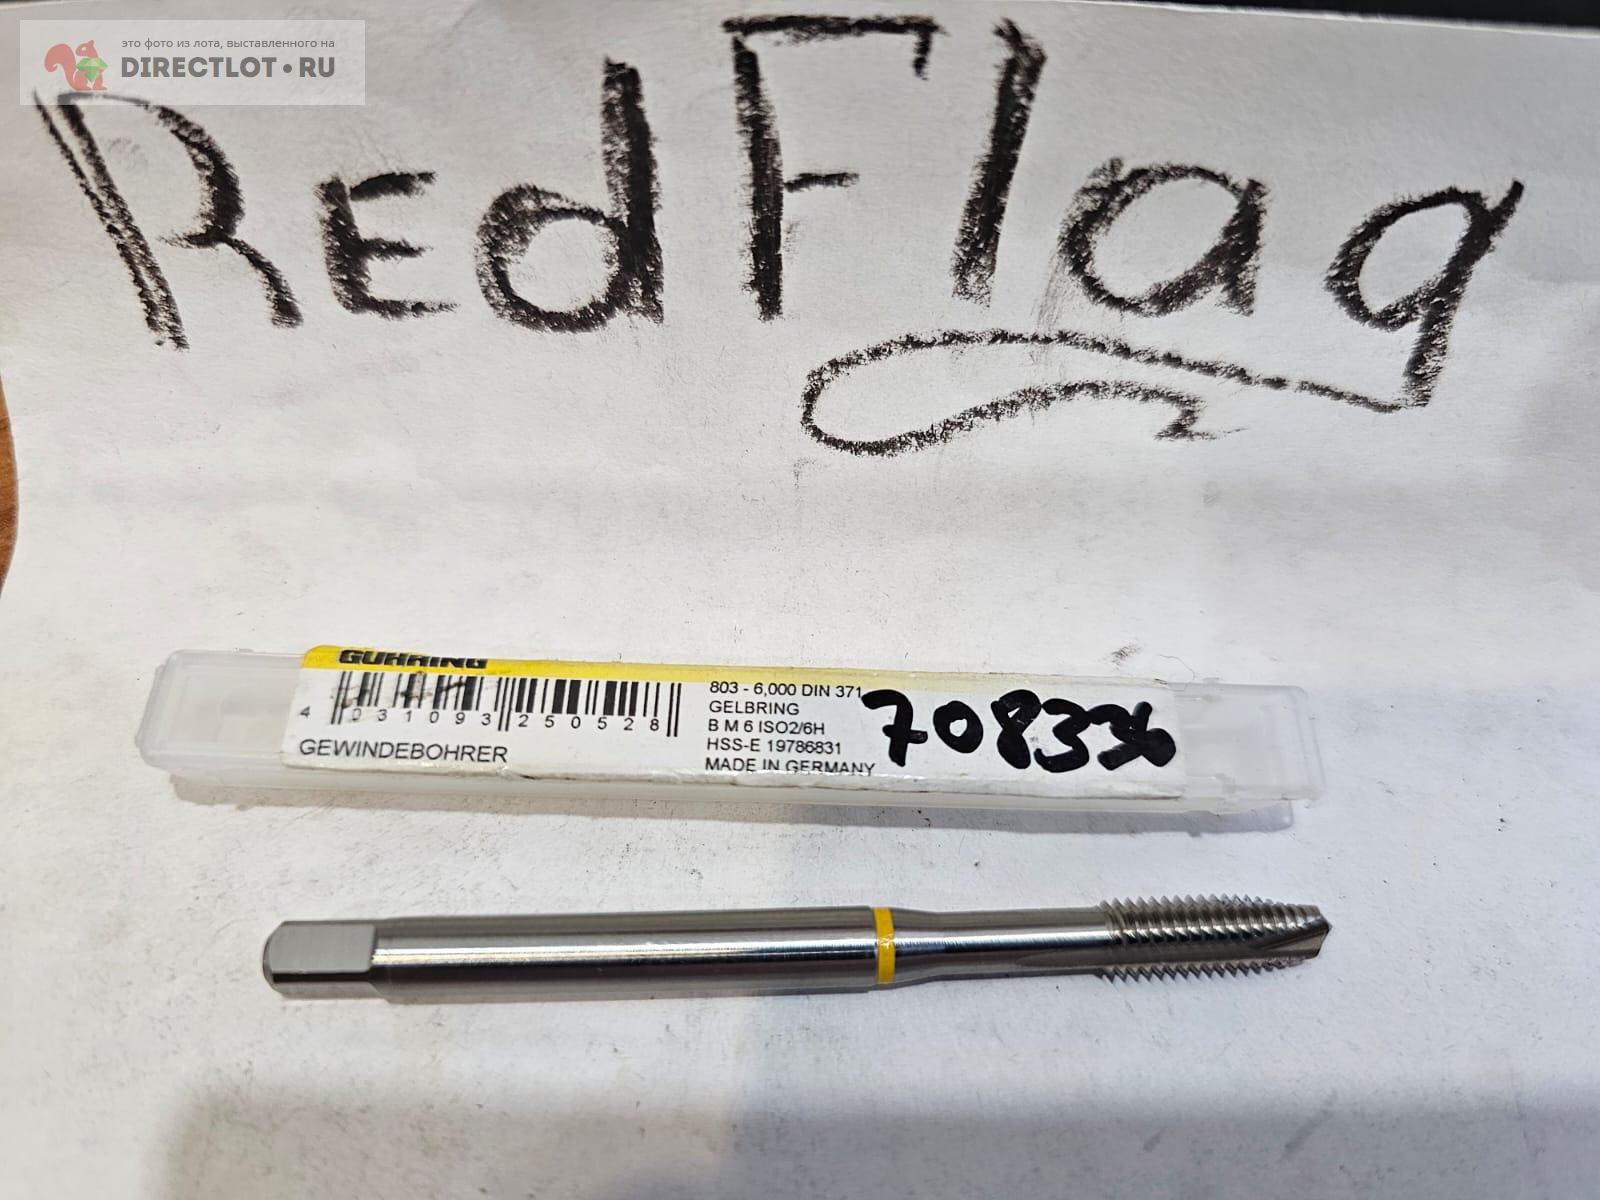 это фото из лота, выставленного на
DIRECTLOT.RU
RedFlag
GUHRING
4 031093 250528
GEWINDEBOHRER
803 - 6,000 DIN 371
GELBRING
B M 6 ISO2/6H
HSS-E 19786831
MADE IN GERMANY
708336